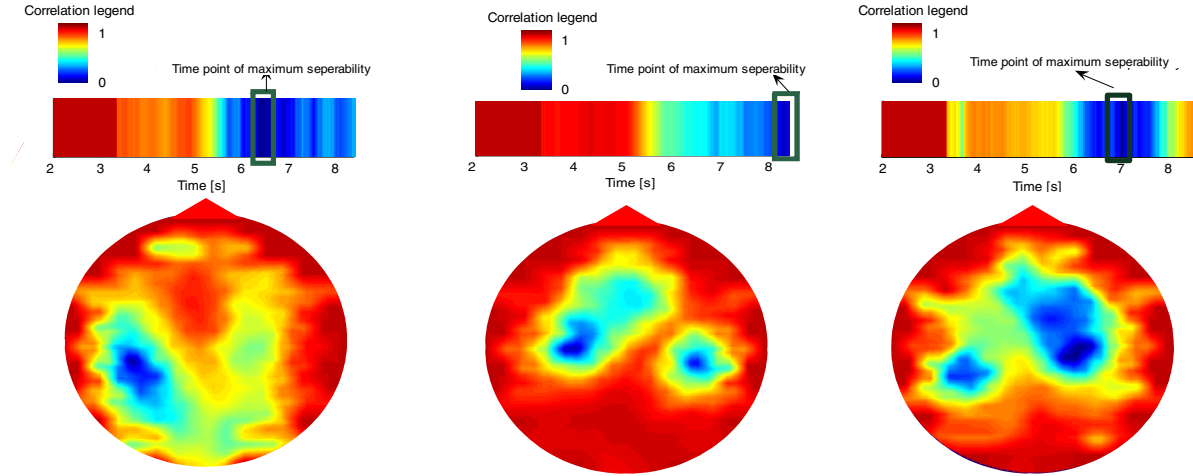 Correlation legend
1
0
Time point of maximum seperability
2 3 4 5 6 7 8
Time [s]
Correlation legend
1
0
Time point of maximum seperability
2 3 4 5 6 7 8
Time [s]
Correlation legend
1
0
Time point of maximum seperability
2 3 4 5 6 7 8
Time [s]